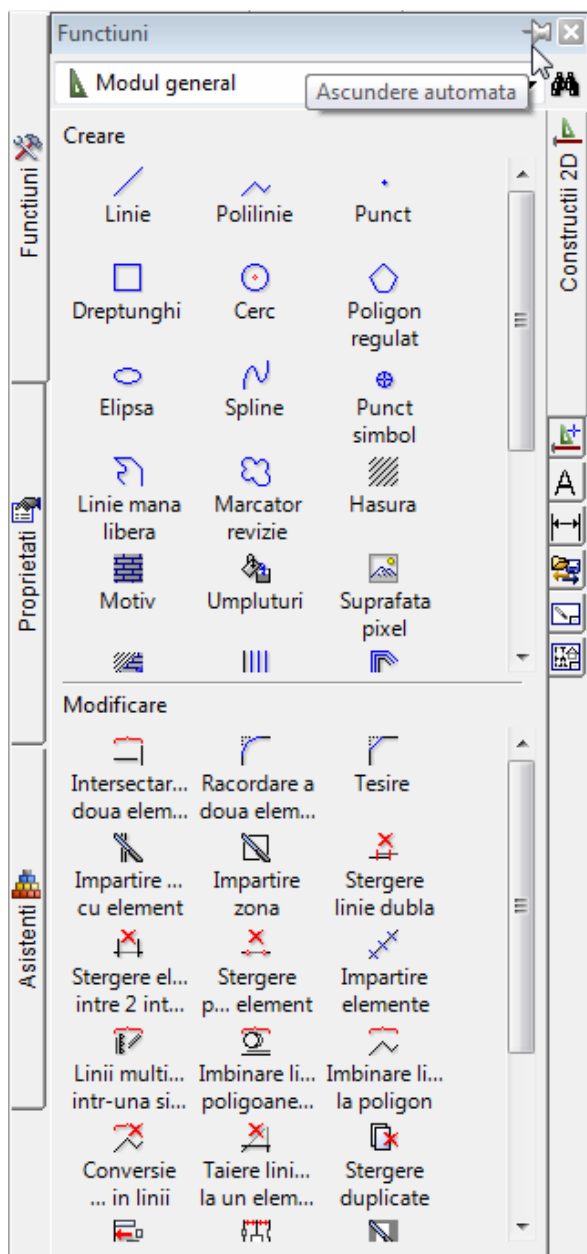 Functiuni
Modul general
Ascundere automata
Creare
Linie
Polilinie
Punct
Dreptunghi
Cerc
Poligon
regulat
Elipsa
Spline
Punct
simbol
Linie mana
libera
Marcator
revizie
Hasura
Motiv
Umpluturi
Suprafata
pixel
Modificare
Intersectar...
doua elem...
Racordare a
doua elem...
Tesire
Impartire ...
cu element
Impartire
zona
Stergere
linie dubla
Stergere el...
intre 2 int...
Stergere
p... element
Impartire
elemente
Linii multi...
intr-una si...
Imbinare li...
poligoane...
Imbinare li...
la poligon
Conversie
... in linii
Taiere lini...
la un elem...
Stergere
duplicate
Functiuni
Proprietati
Asistenti
Constructii 2D
A